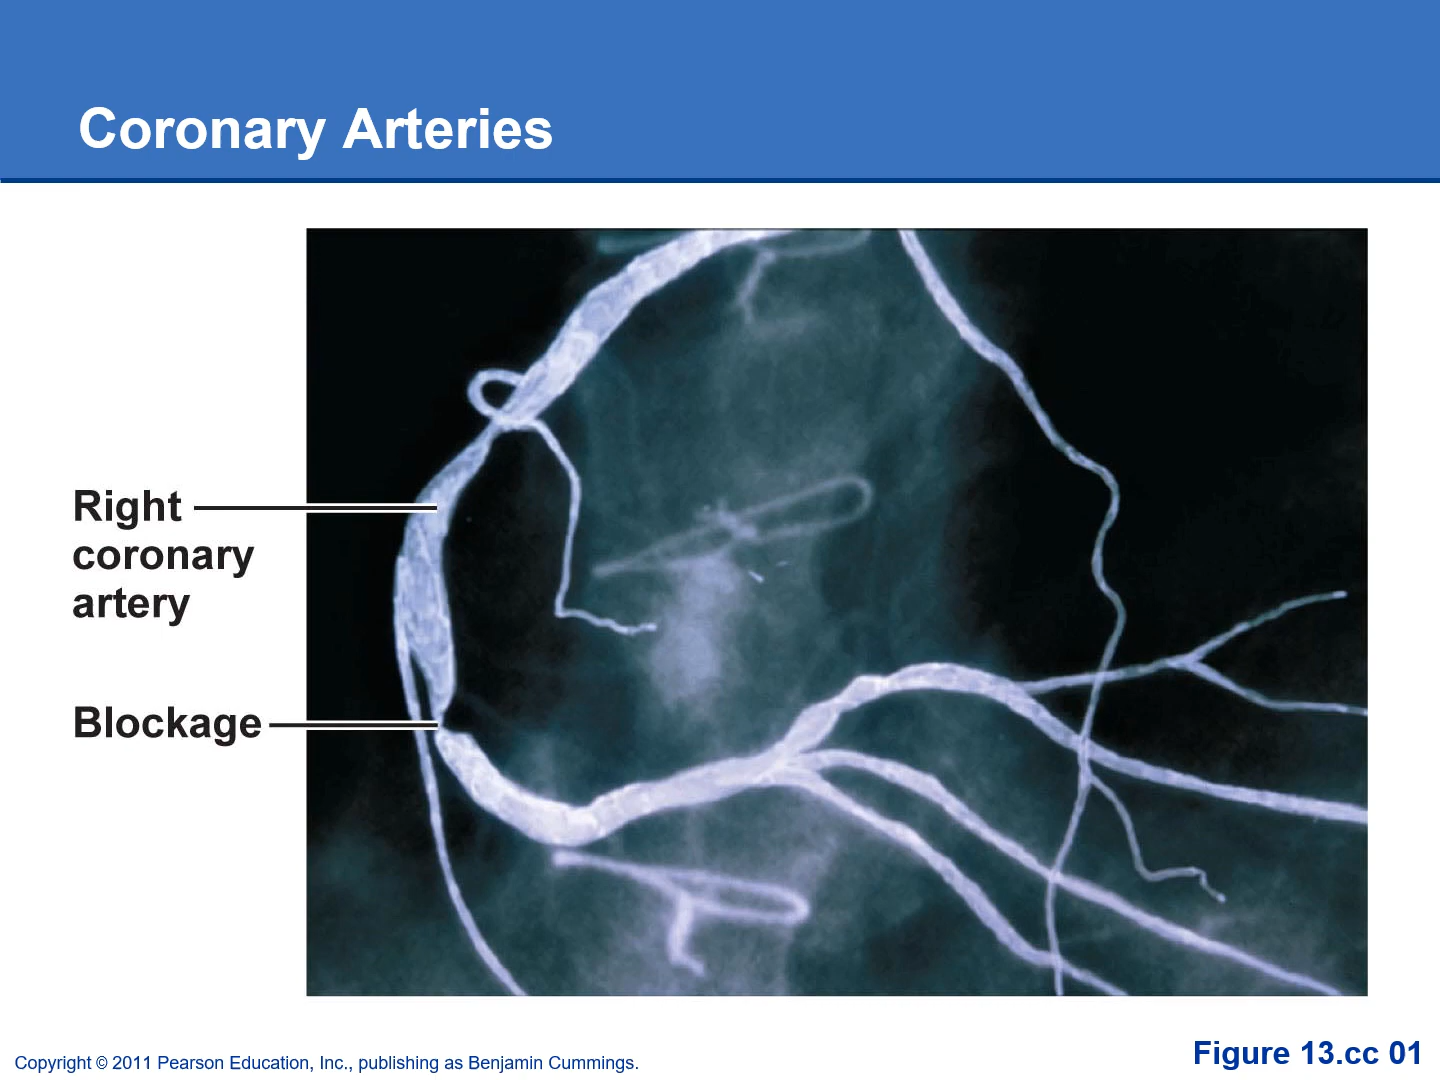 Coronary Arteries
Right
coronary
artery
Blockage
Copyright © 2011 Pearson Education, Inc., publishing as Benjamin Cummings.
Figure 13.cc 01